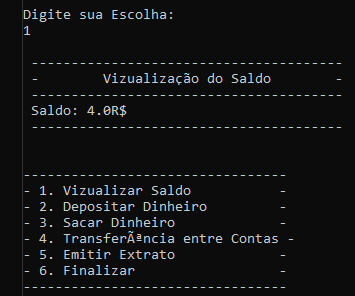 Digite sua Escolha:
1
---------------------------------------
-        Vizualização do Saldo        -
---------------------------------------
Saldo: 4.0R$
---------------------------------------
---------------------------------
- 1. Vizualizar Saldo           -
- 2. Depositar Dinheiro         -
- 3. Sacar Dinheiro             -
- 4. TransferÃªncia entre Contas -
- 5. Emitir Extrato             -
- 6. Finalizar                  -
---------------------------------